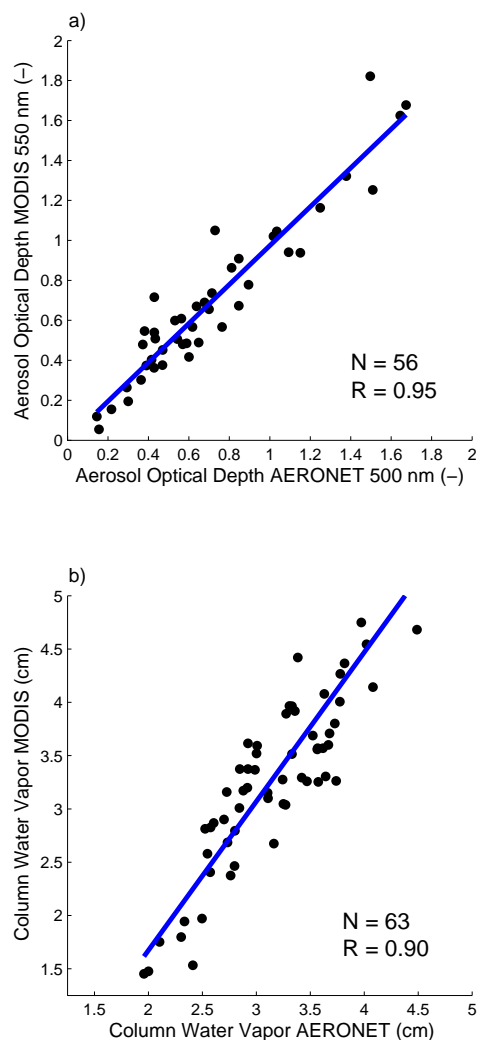 a)
2
1.8
1.6
1.4
1.2
1
0.8
0.6
0.4
0.2
0
Aerosol Optical Depth MODIS 550 nm (–)
N = 56
R = 0.95
0 0.2 0.4 0.6 0.8 1 1.2 1.4 1.6 1.8 2
Aerosol Optical Depth AERONET 500 nm (–)
b)
5
4.5
4
3.5
3
2.5
2
1.5
Column Water Vapor MODIS (cm)
N = 63
R = 0.90
1.5 2 2.5 3 3.5 4 4.5 5
Column Water Vapor AERONET (cm)